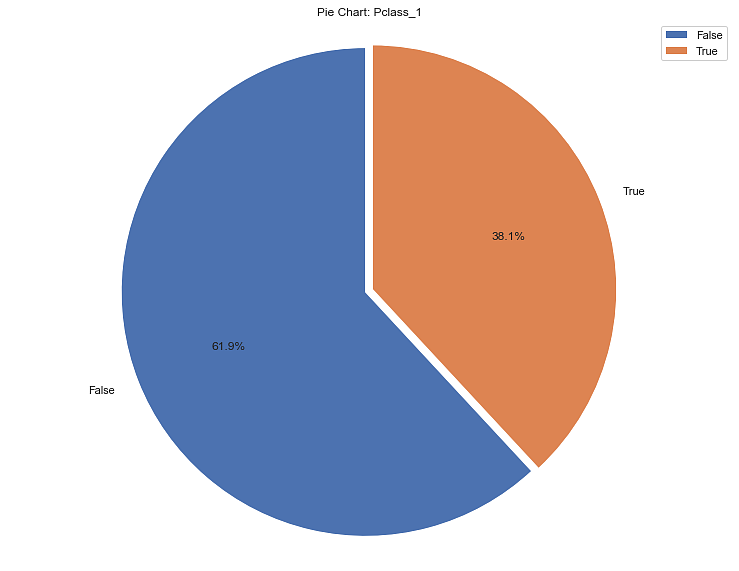 Pie Chart: Pclass_1
False
True
True
38.1%
61.9%
False